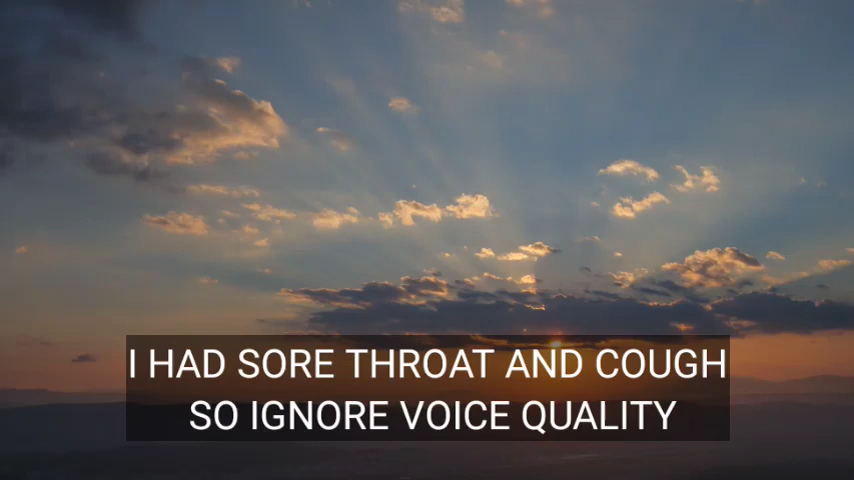 I HAD SORE THROAT AND COUGH
SO IGNORE VOICE QUALITY